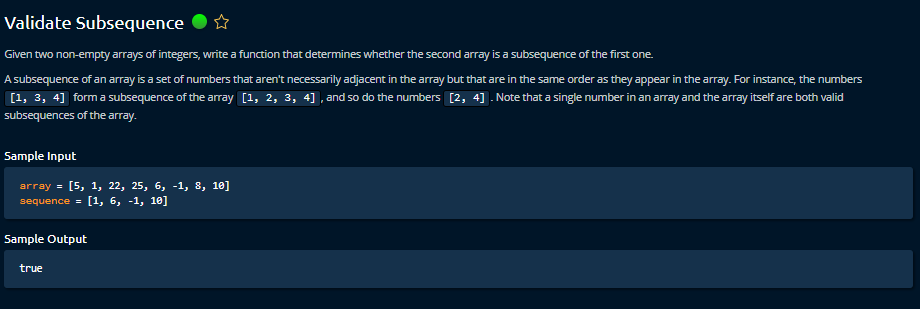 Validate Subsequence
Given two non-empty arrays of integers, write a function that determines whether the second array is a subsequence of the first one.
A subsequence of an array is a set of numbers that aren't necessarily adjacent in the array but that are in the same order as they appear in the array. For instance, the numbers
[1, 3, 4] form a subsequence of the array [1, 2, 3, 4], and so do the numbers [2, 4]. Note that a single number in an array and the array itself are both valid
subsequences of the array.
Sample Input
array = [5, 1, 22, 25, 6, -1, 8, 10]
sequence = [1, 6, -1, 10]
Sample Output
true